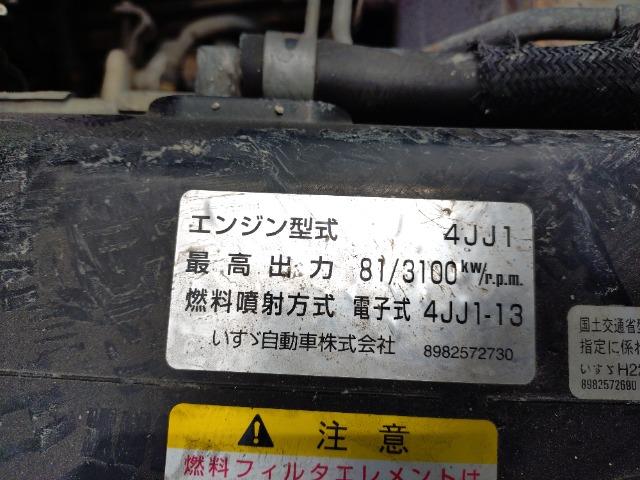 エンジン型式 4JJ1
最高出力 81/3100kw/r.p.m.
燃料噴射方式 電子式 4JJ1-13
いすゞ自動車株式会社 8982572730
国土交通省
指定に係
いすゞH2
8982572680
注意
燃料フィルタエレメントは